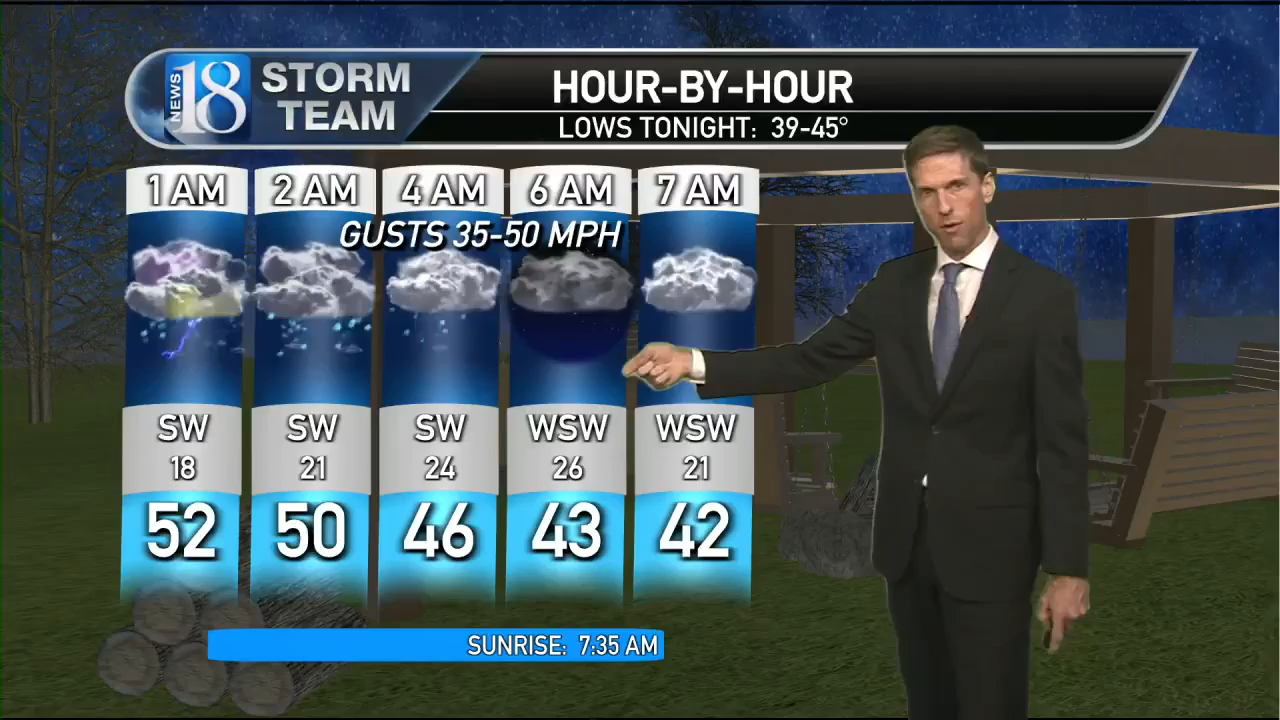 NEWS 18
STORM
TEAM
HOUR-BY-HOUR
LOWS TONIGHT: 39-45°
1 AM 2 AM 4 AM 6 AM 7 AM
GUSTS 35-50 MPH
SW SW SW WSW WSW
18 21 24 26 21
52 50 46 43 42
SUNRISE: 7:35 AM